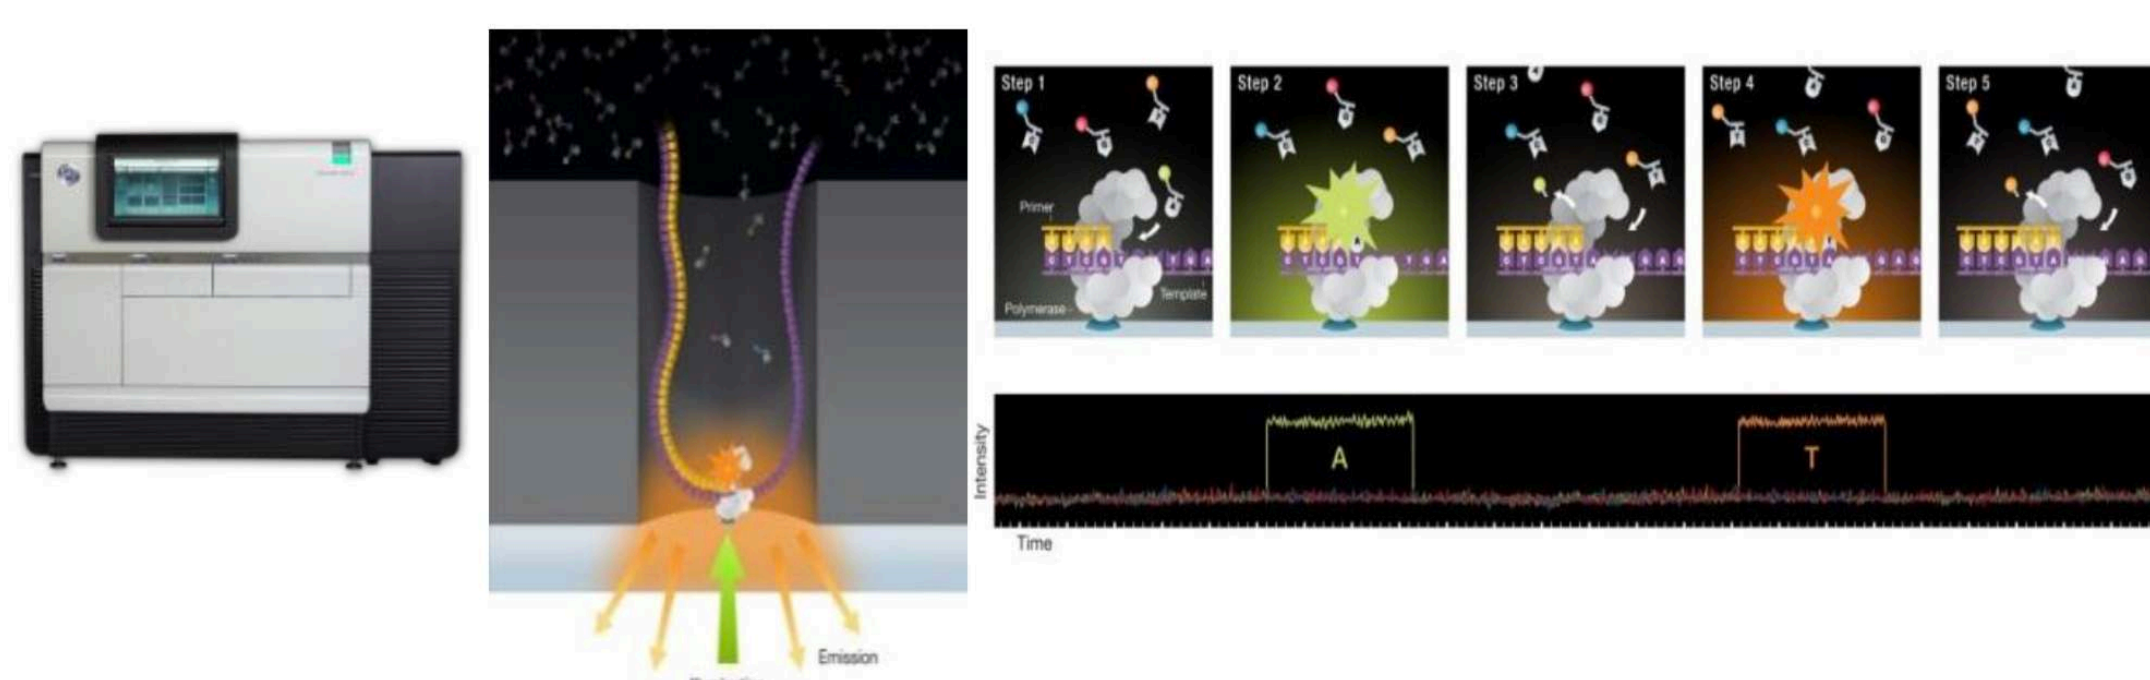 Step 1
Step 2
Step 3
Step 4
Step 5
Primer
Template
Polymerase
Intensity
A
T
Time
Emission